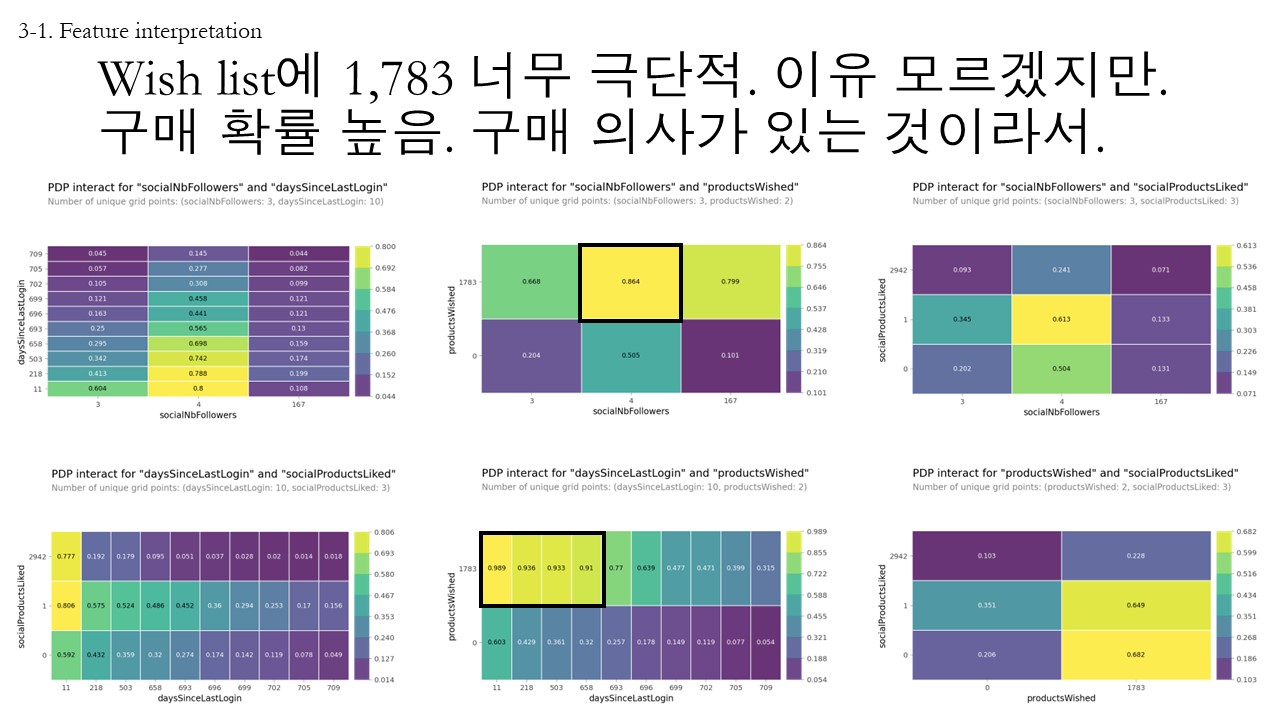 3-1. Feature interpretation
Wish list에 1,783 너무 극단적. 이유 모르겠지만.
구매 확률 높음. 구매 의사가 있는 것이라서.
PDP interact for "socialNbFollowers" and "daysSinceLastLogin"
Number of unique grid points: (socialNbFollowers: 3, daysSinceLastLogin: 10)
daysSinceLastLogin
709 0.045 0.145 0.044
705 0.057 0.277 0.082
702 0.105 0.308 0.099
699 0.121 0.458 0.121
696 0.163 0.441 0.121
693 0.25 0.565 0.13
658 0.295 0.698 0.159
503 0.342 0.742 0.174
218 0.413 0.788 0.199
11 0.604 0.8 0.108
3 4 167
socialNbFollowers
0.800
0.692
0.584
0.476
0.368
0.260
0.152
0.044
PDP interact for "socialNbFollowers" and "productsWished"
Number of unique grid points: (socialNbFollowers: 3, productsWished: 2)
productsWished
1783 0.668 0.864 0.799
0 0.204 0.505 0.101
3 4 167
socialNbFollowers
0.864
0.755
0.646
0.537
0.428
0.319
0.210
0.101
PDP interact for "socialNbFollowers" and "socialProductsLiked"
Number of unique grid points: (socialNbFollowers: 3, socialProductsLiked: 3)
socialProductsLiked
2942 0.093 0.241 0.071
1 0.345 0.613 0.133
0 0.202 0.504 0.131
3 4 167
socialNbFollowers
0.613
0.536
0.458
0.381
0.303
0.226
0.149
0.071
PDP interact for "daysSinceLastLogin" and "socialProductsLiked"
Number of unique grid points: (daysSinceLastLogin: 10, socialProductsLiked: 3)
socialProductsLiked
2942 0.777 0.192 0.179 0.095 0.051 0.037 0.028 0.02 0.014 0.018
1 0.806 0.575 0.524 0.486 0.452 0.36 0.294 0.253 0.17 0.156
0 0.592 0.432 0.359 0.32 0.274 0.174 0.142 0.119 0.078 0.049
11 218 503 658 693 696 699 702 705 709
daysSinceLastLogin
0.806
0.693
0.580
0.467
0.353
0.240
0.127
0.014
PDP interact for "daysSinceLastLogin" and "productsWished"
Number of unique grid points: (daysSinceLastLogin: 10, productsWished: 2)
productsWished
1783 0.989 0.936 0.933 0.91 0.77 0.639 0.477 0.471 0.399 0.315
0 0.603 0.429 0.361 0.32 0.257 0.178 0.149 0.119 0.077 0.054
11 218 503 658 693 696 699 702 705 709
daysSinceLastLogin
0.989
0.855
0.722
0.588
0.455
0.321
0.188
0.054
PDP interact for "productsWished" and "socialProductsLiked"
Number of unique grid points: (productsWished: 2, socialProductsLiked: 3)
socialProductsLiked
2942 0.103 0.228
1 0.351 0.649
0 0.206 0.682
0 1783
productsWished
0.682
0.599
0.516
0.434
0.351
0.268
0.186
0.103